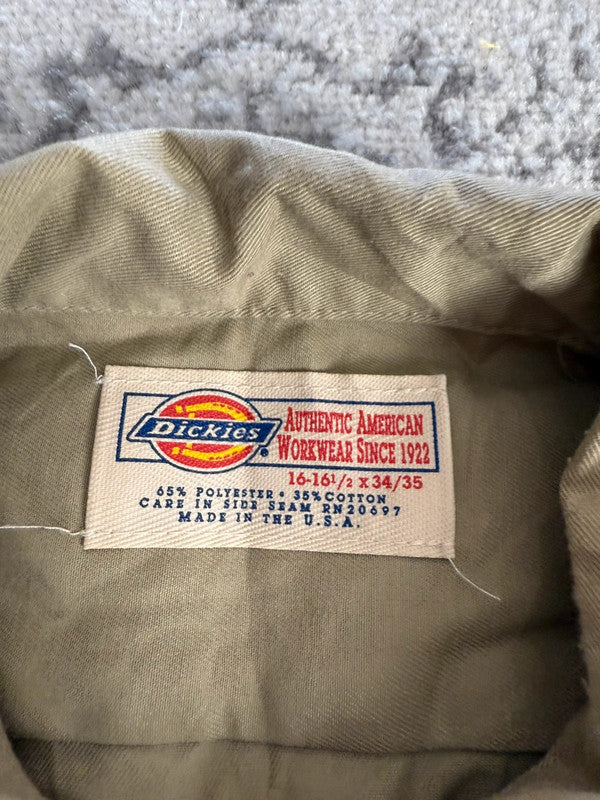 Dickies
AUTHENTIC AMERICAN
WORKWEAR SINCE 1922
16-16½ x 34/35
65% POLYESTER • 35% COTTON
CARE IN SIDE SEAM RN20697
MADE IN THE U.S.A.